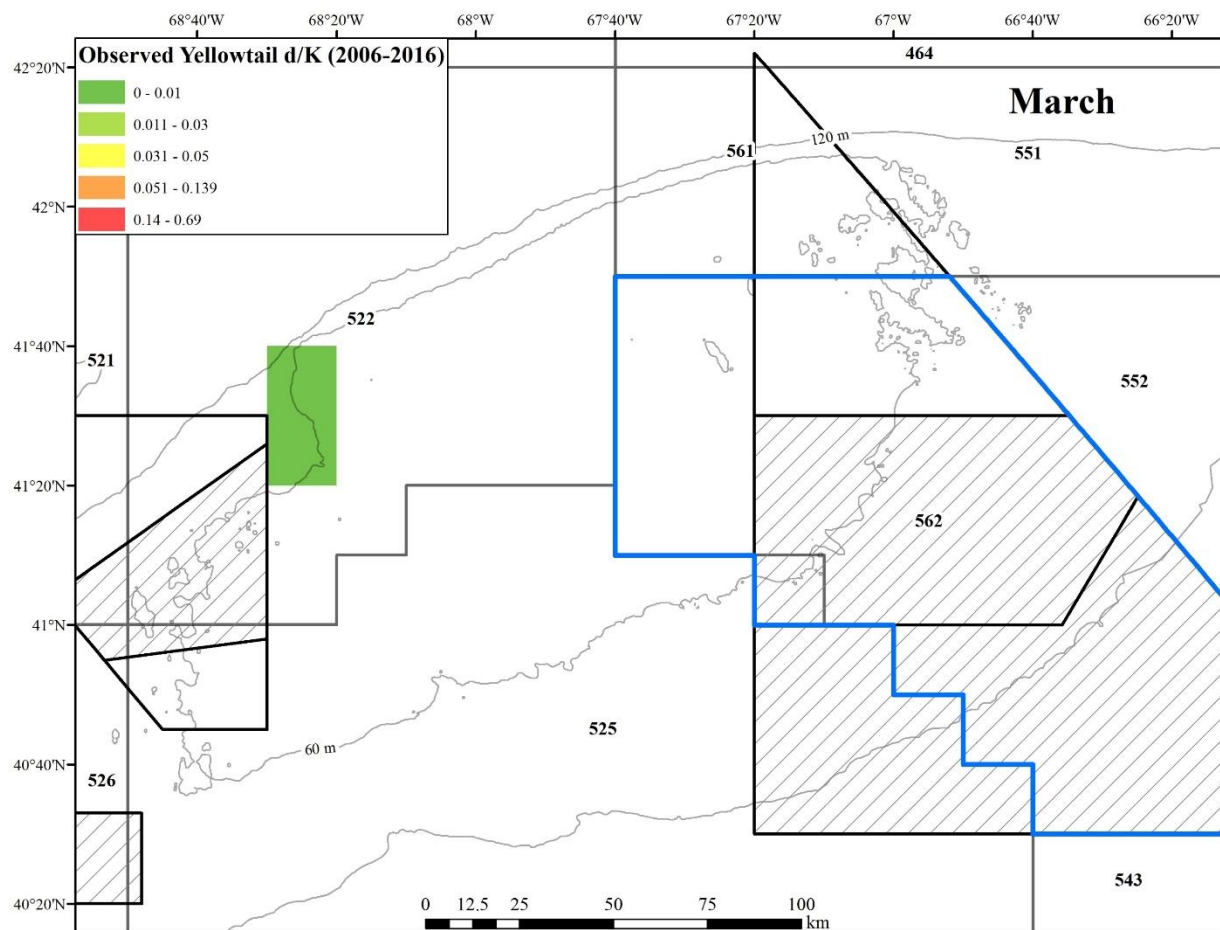 68°40'W 68°20'W 68°W 67°40'W 67°20'W 67°W 66°40'W 66°20'W
Observed Yellowtail d/K (2006-2016)
0 - 0.01
0.011 - 0.03
0.031 - 0.05
0.051 - 0.139
0.14 - 0.69
March
42°20'N
42°N
41°40'N
41°20'N
41°N
40°40'N
40°20'N
464
120 m
561
551
522
521
552
562
525
60 m
526
543
0 12.5 25 50 75 100
km